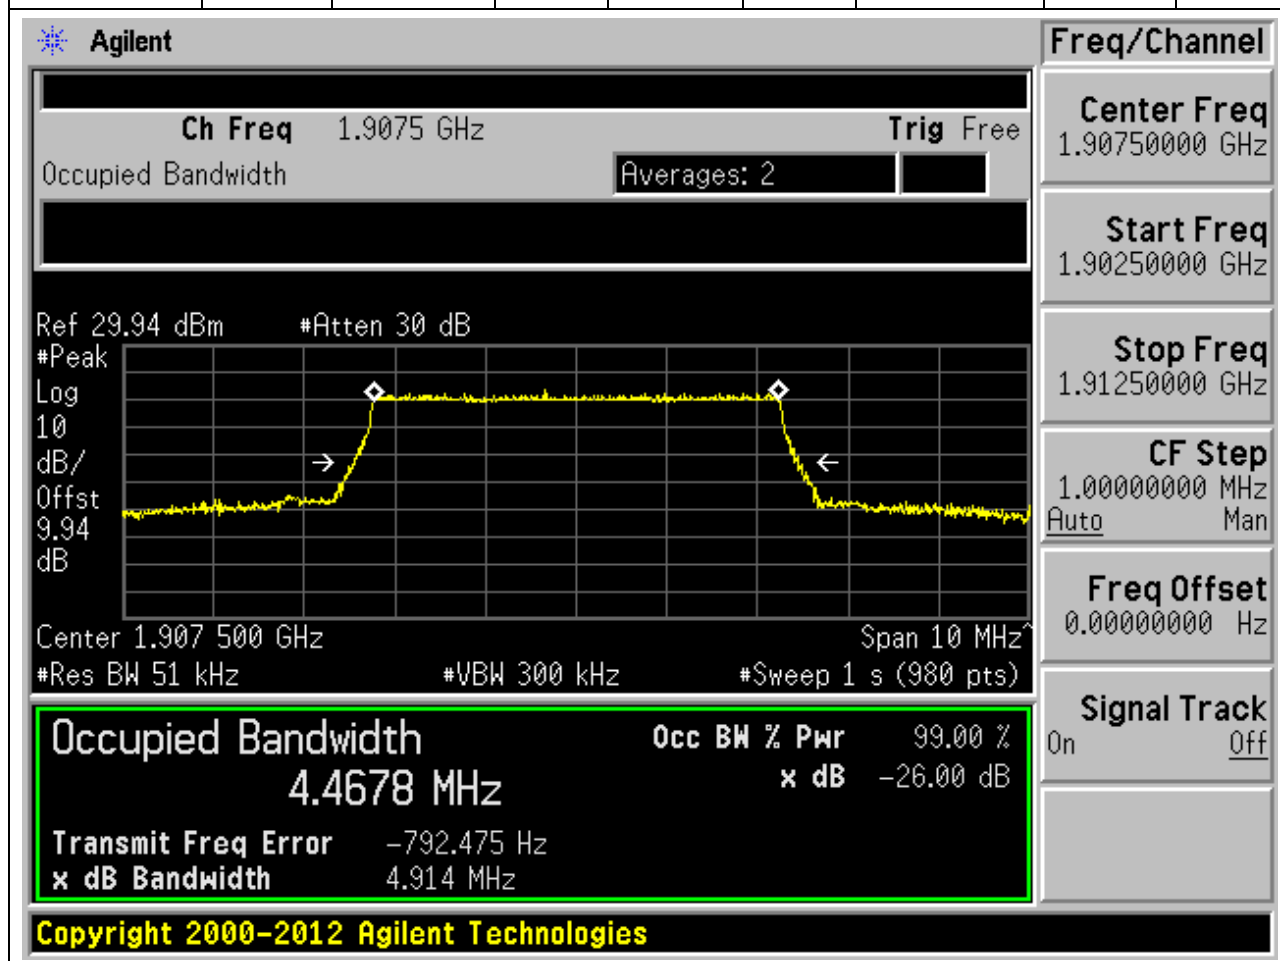 Agilent
Freq/Channel
Ch Freq 1.9075 GHz Trig Free
Occupied Bandwidth Averages: 2
Center Freq
1.90750000 GHz
Start Freq
1.90250000 GHz
Stop Freq
1.91250000 GHz
CF Step
1.00000000 MHz
Auto Man
Freq Offset
0.00000000 Hz
Signal Track
On Off
Ref 29.94 dBm #Atten 30 dB
#Peak
Log
10
dB/
Offst
9.94
dB
Center 1.907 500 GHz Span 10 MHz^
#Res BW 51 kHz #VBW 300 kHz #Sweep 1 s (980 pts)
Occupied Bandwidth Occ BW % Pwr 99.00 %
4.4678 MHz x dB -26.00 dB
Transmit Freq Error -792.475 Hz
x dB Bandwidth 4.914 MHz
Copyright 2000-2012 Agilent Technologies